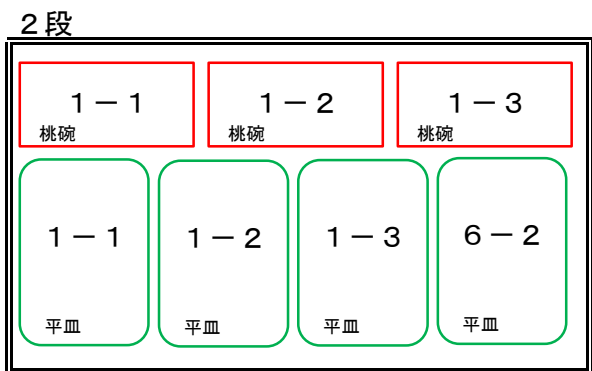 ２段
１－１　１－２　１－３
桃碗　桃碗　桃碗
１－１　１－２　１－３　６－２
平皿　平皿　平皿　平皿